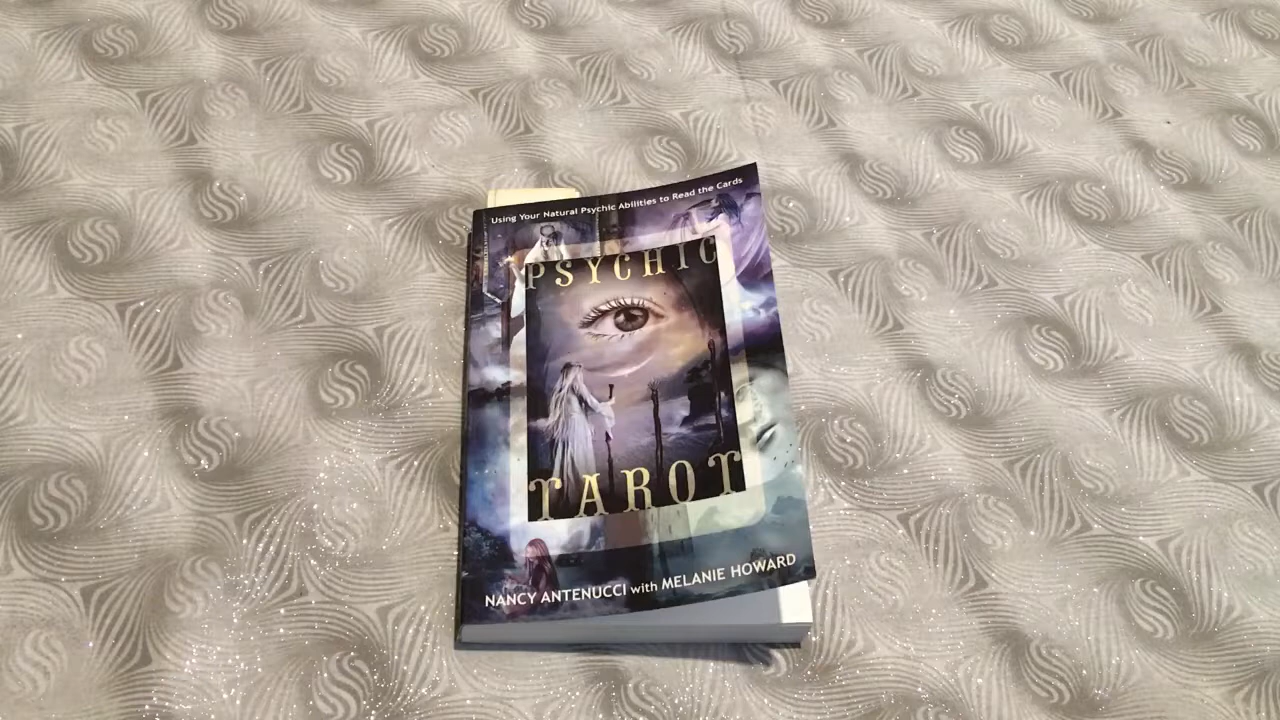 Using Your Natural Psychic Abilities to Read the Cards
PSYCHIC
TAROT
NANCY ANTENUCCI with MELANIE HOWARD